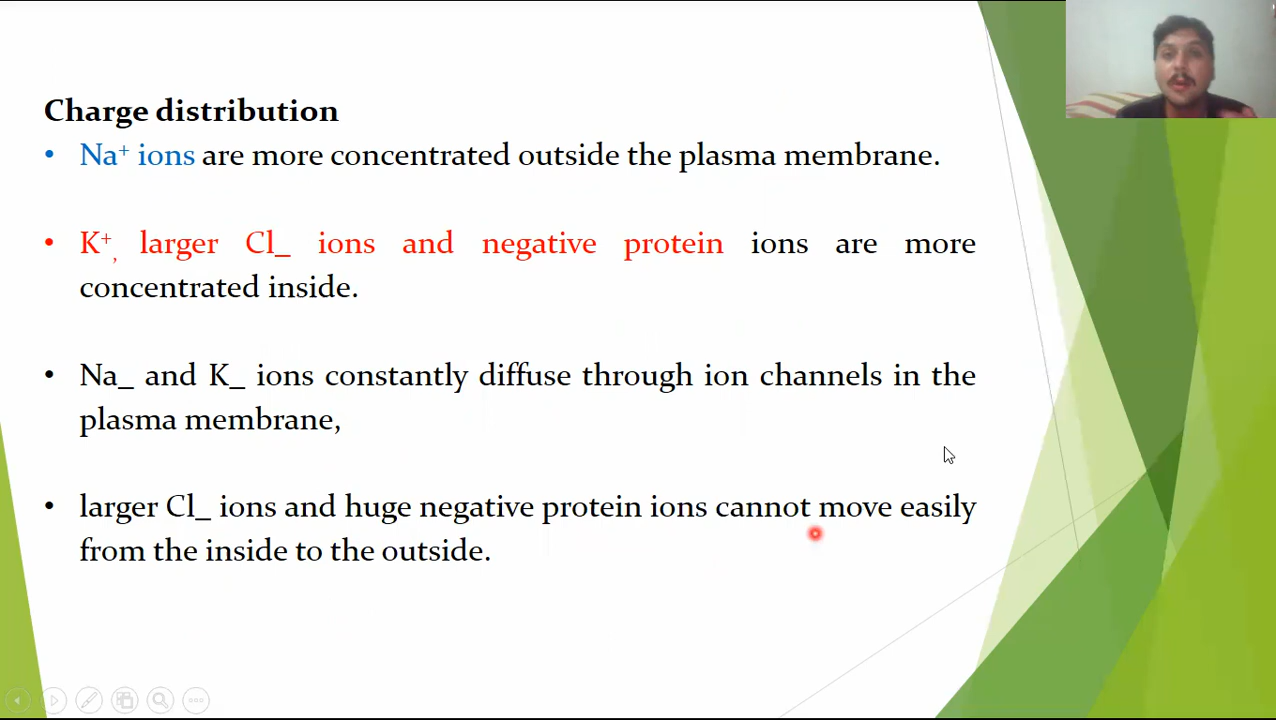 Charge distribution
• Na⁺ ions are more concentrated outside the plasma membrane.
• K⁺, larger Cl_ ions and negative protein ions are more
concentrated inside.
• Na_ and K_ ions constantly diffuse through ion channels in the
plasma membrane,
• larger Cl_ ions and huge negative protein ions cannot move easily
from the inside to the outside.